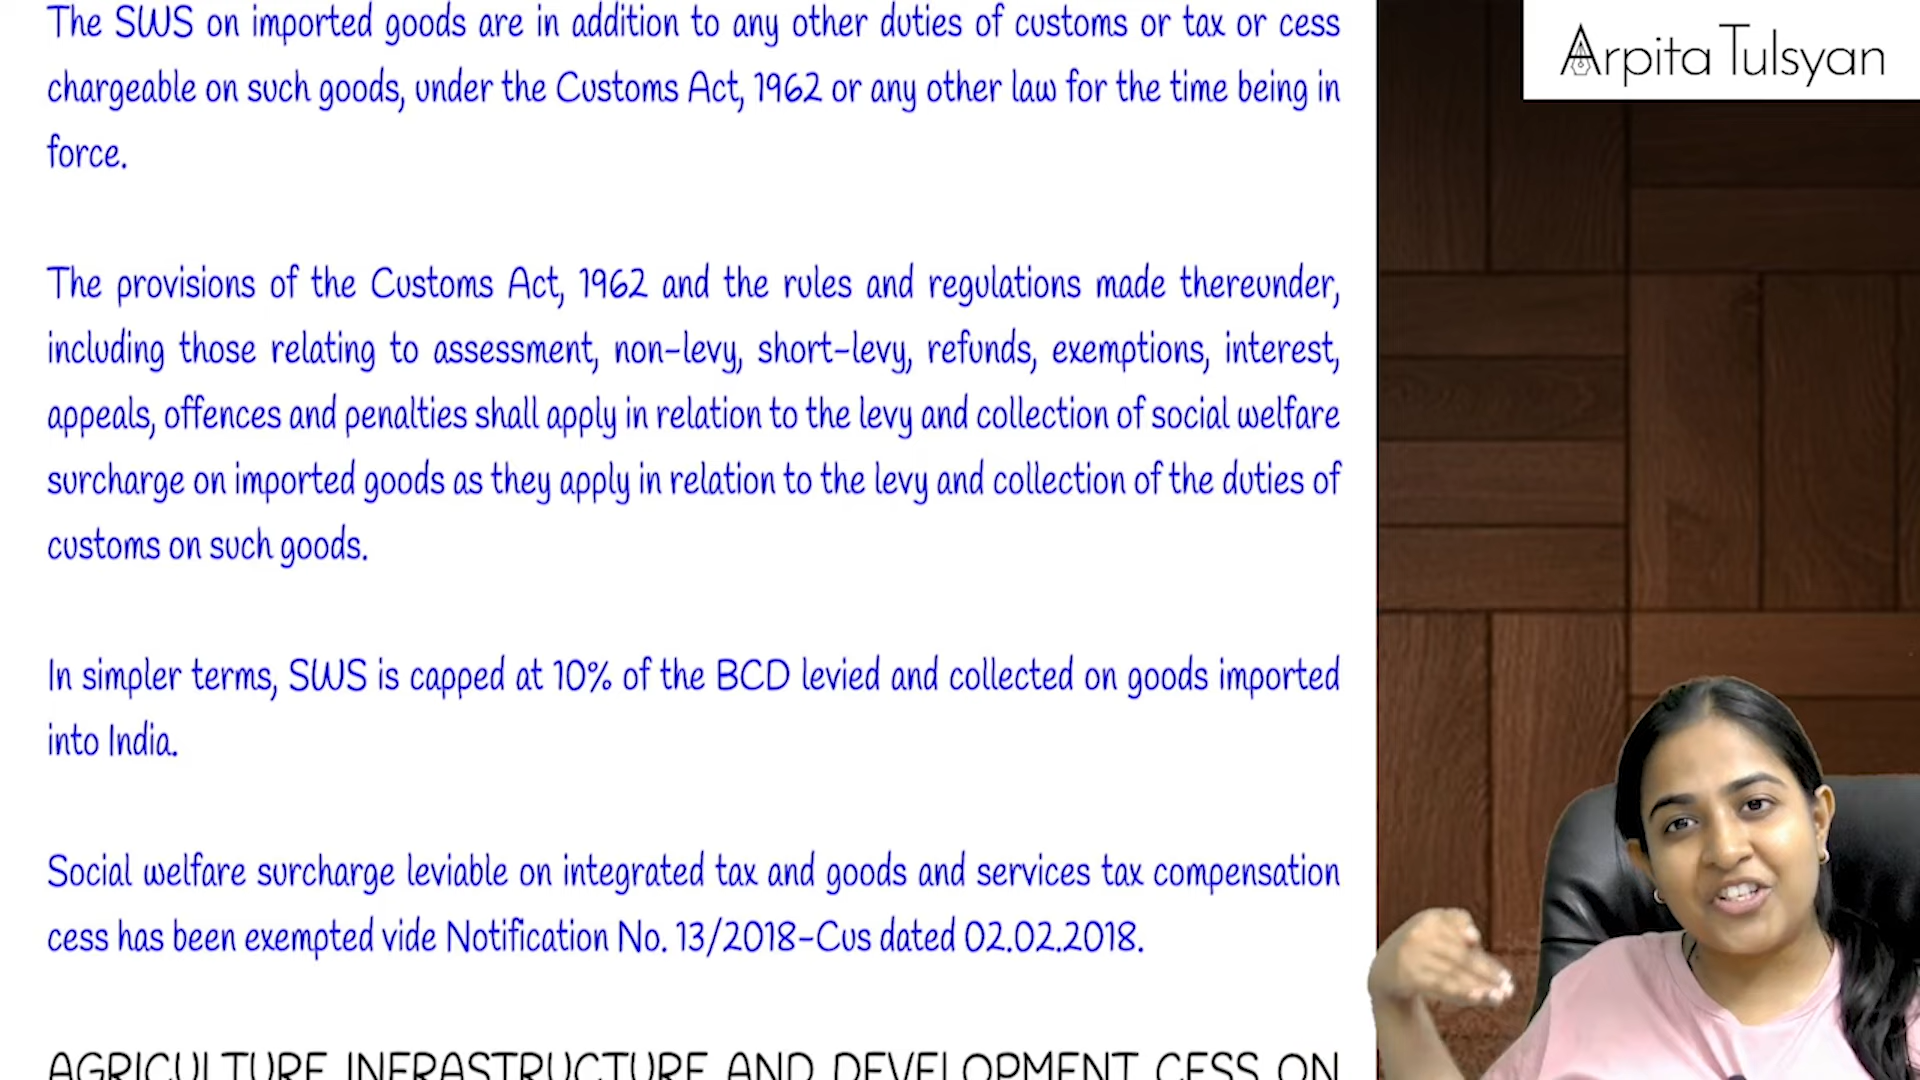 The SWS on imported goods are in addition to any other duties of customs or tax or cess
chargeable on such goods, under the Customs Act, 1962 or any other law for the time being in
force.
The provisions of the Customs Act, 1962 and the rules and regulations made thereunder,
including those relating to assessment, non-levy, short-levy, refunds, exemptions, interest,
appeals, offences and penalties shall apply in relation to the levy and collection of social welfare
surcharge on imported goods as they apply in relation to the levy and collection of the duties of
customs on such goods.
In simpler terms, SWS is capped at 10% of the BCD levied and collected on goods imported
into India.
Social welfare surcharge leviable on integrated tax and goods and services tax compensation
cess has been exempted vide Notification No. 13/2018-Cus dated 02.02.2018.
AGRICULTURE INFRASTRUCTURE AND DEVELOPMENT CESS ON
Arpita Tulsyan